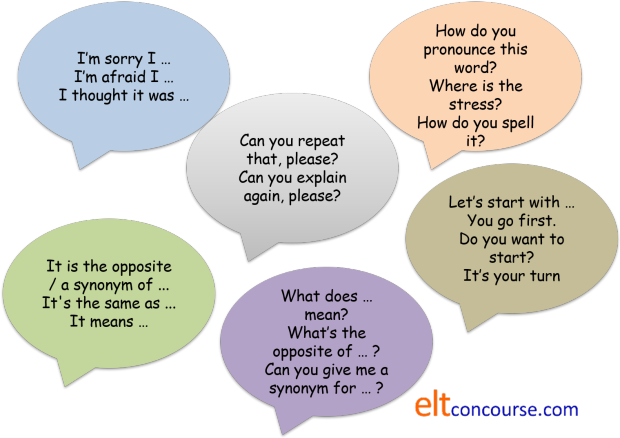 I'm sorry I …
I'm afraid I …
I thought it was …
How do you
pronounce this
word?
Where is the
stress?
How do you spell
it?
Can you repeat
that, please?
Can you explain
again, please?
Let's start with …
You go first.
Do you want to
start?
It's your turn
It is the opposite
/ a synonym of …
It's the same as …
It means …
What does …
mean?
What's the
opposite of … ?
Can you give me a
synonym for … ?
eltconcourse.com